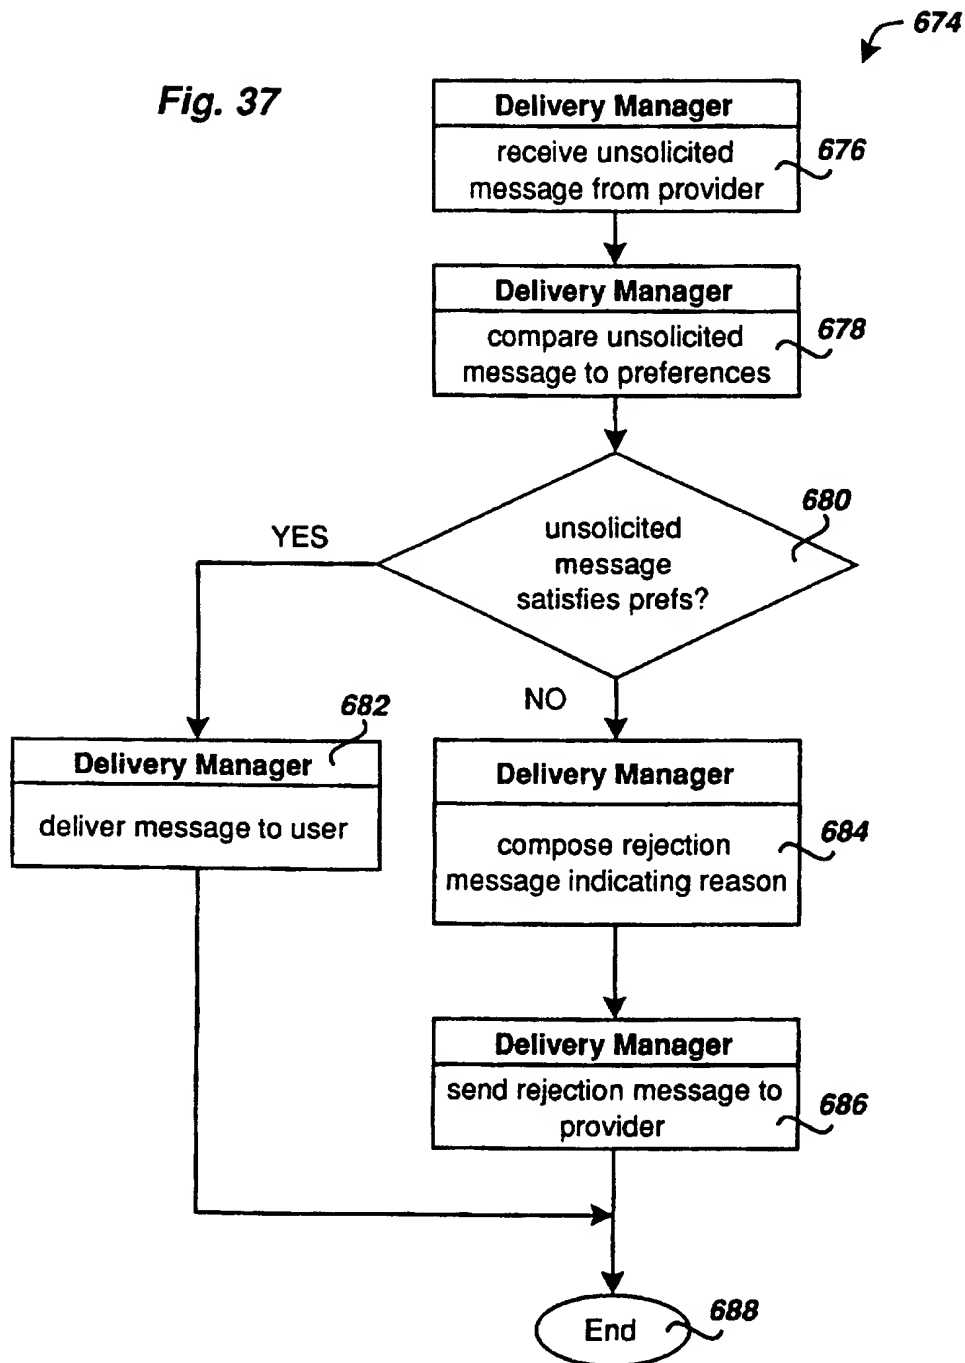 674
Fig. 37
Delivery Manager
receive unsolicited
message from provider
676
Delivery Manager
compare unsolicited
message to preferences
678
unsolicited
message
satisfies prefs?
680
YES
NO
682
Delivery Manager
deliver message to user
Delivery Manager
compose rejection
message indicating reason
684
Delivery Manager
send rejection message to
provider
686
End
688